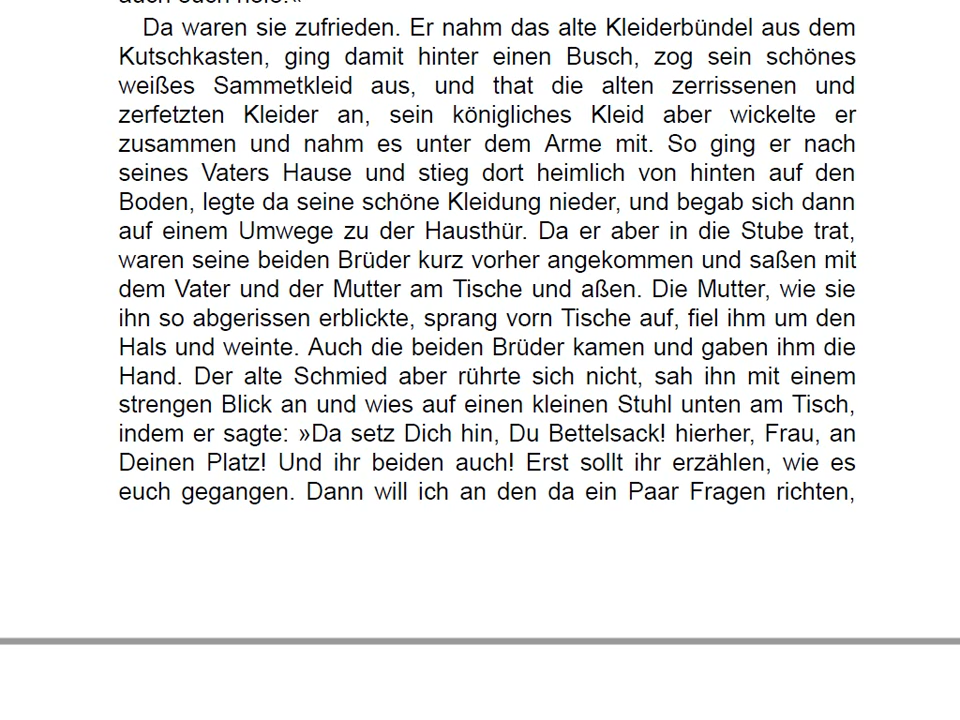 auch euch hole.«
Da waren sie zufrieden. Er nahm das alte Kleiderbündel aus dem
Kutschkasten, ging damit hinter einen Busch, zog sein schönes
weißes Sammetkleid aus, und that die alten zerrissenen und
zerfetzten Kleider an, sein königliches Kleid aber wickelte er
zusammen und nahm es unter dem Arme mit. So ging er nach
seines Vaters Hause und stieg dort heimlich von hinten auf den
Boden, legte da seine schöne Kleidung nieder, und begab sich dann
auf einem Umwege zu der Hausthür. Da er aber in die Stube trat,
waren seine beiden Brüder kurz vorher angekommen und saßen mit
dem Vater und der Mutter am Tische und aßen. Die Mutter, wie sie
ihn so abgerissen erblickte, sprang vorn Tische auf, fiel ihm um den
Hals und weinte. Auch die beiden Brüder kamen und gaben ihm die
Hand. Der alte Schmied aber rührte sich nicht, sah ihn mit einem
strengen Blick an und wies auf einen kleinen Stuhl unten am Tisch,
indem er sagte: »Da setz Dich hin, Du Bettelsack! hierher, Frau, an
Deinen Platz! Und ihr beiden auch! Erst sollt ihr erzählen, wie es
euch gegangen. Dann will ich an den da ein Paar Fragen richten,